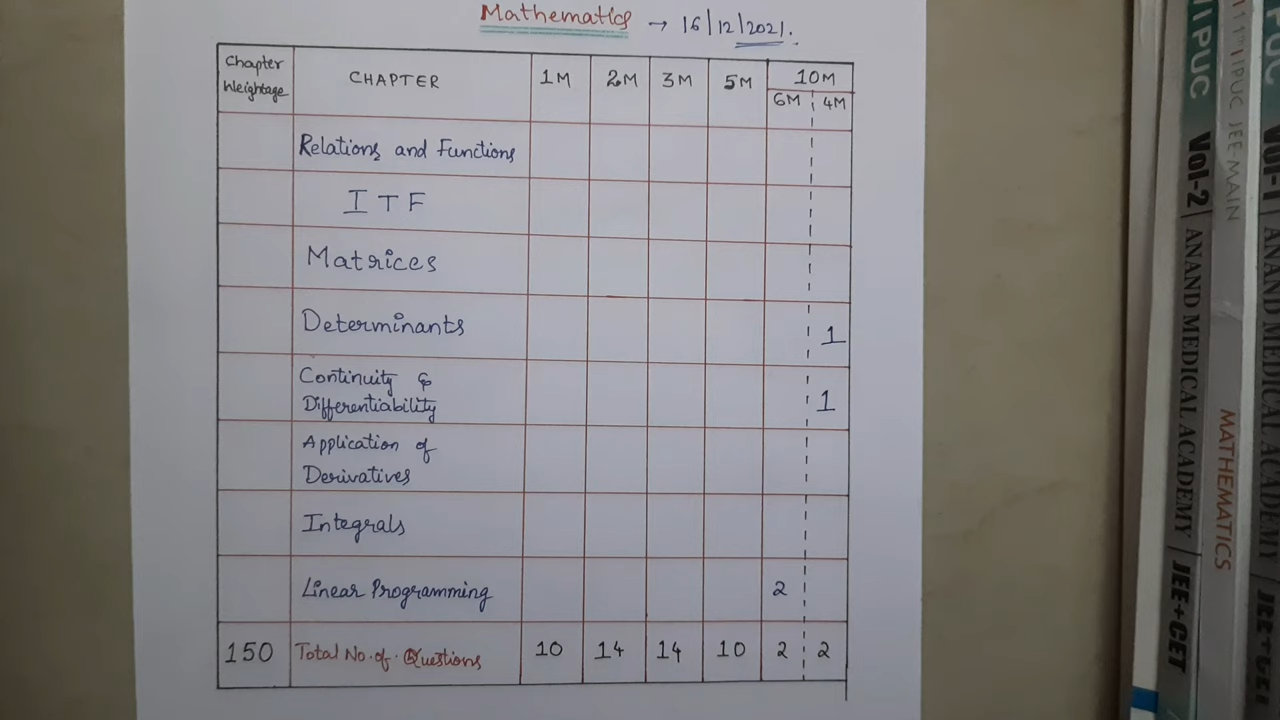 Mathematics → 16/12/2021.
Chapter Weightage CHAPTER 1M 2M 3M 5M 10M
6M 4M
Relations and Functions
ITF
Matrices
Determinants 1
Continuity &
Differentiability 1
Application of
Derivatives
Integrals
Linear Programming 2
150 Total No. of. Questions 10 14 14 10 2 2
IIPUC Vol-2 | ANAND MEDICAL ACADEMY | JEE+CET
IIPUC JEE-MAIN MATHEMATICS
PUC Vol-1 | ANAND MEDICAL ACADEMY | JEE+CET